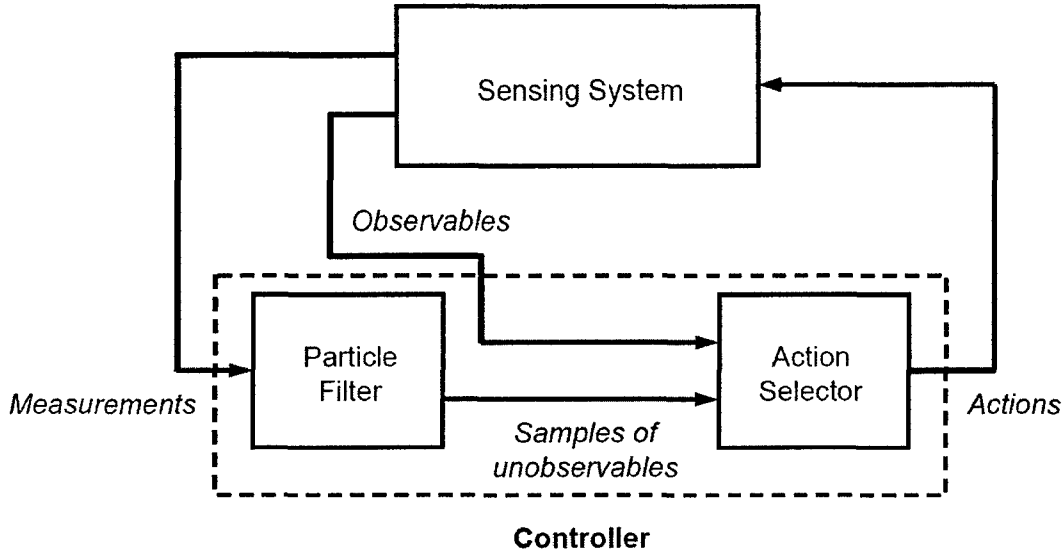 Sensing System
Observables
Particle
Filter
Action
Selector
Measurements
Samples of
unobservables
Actions
Controller